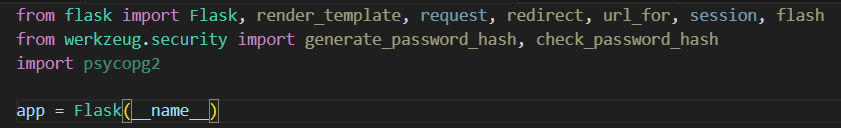 from flask import Flask, render_template, request, redirect, url_for, session, flash
from werkzeug.security import generate_password_hash, check_password_hash
import psycopg2
app = Flask(__name__)